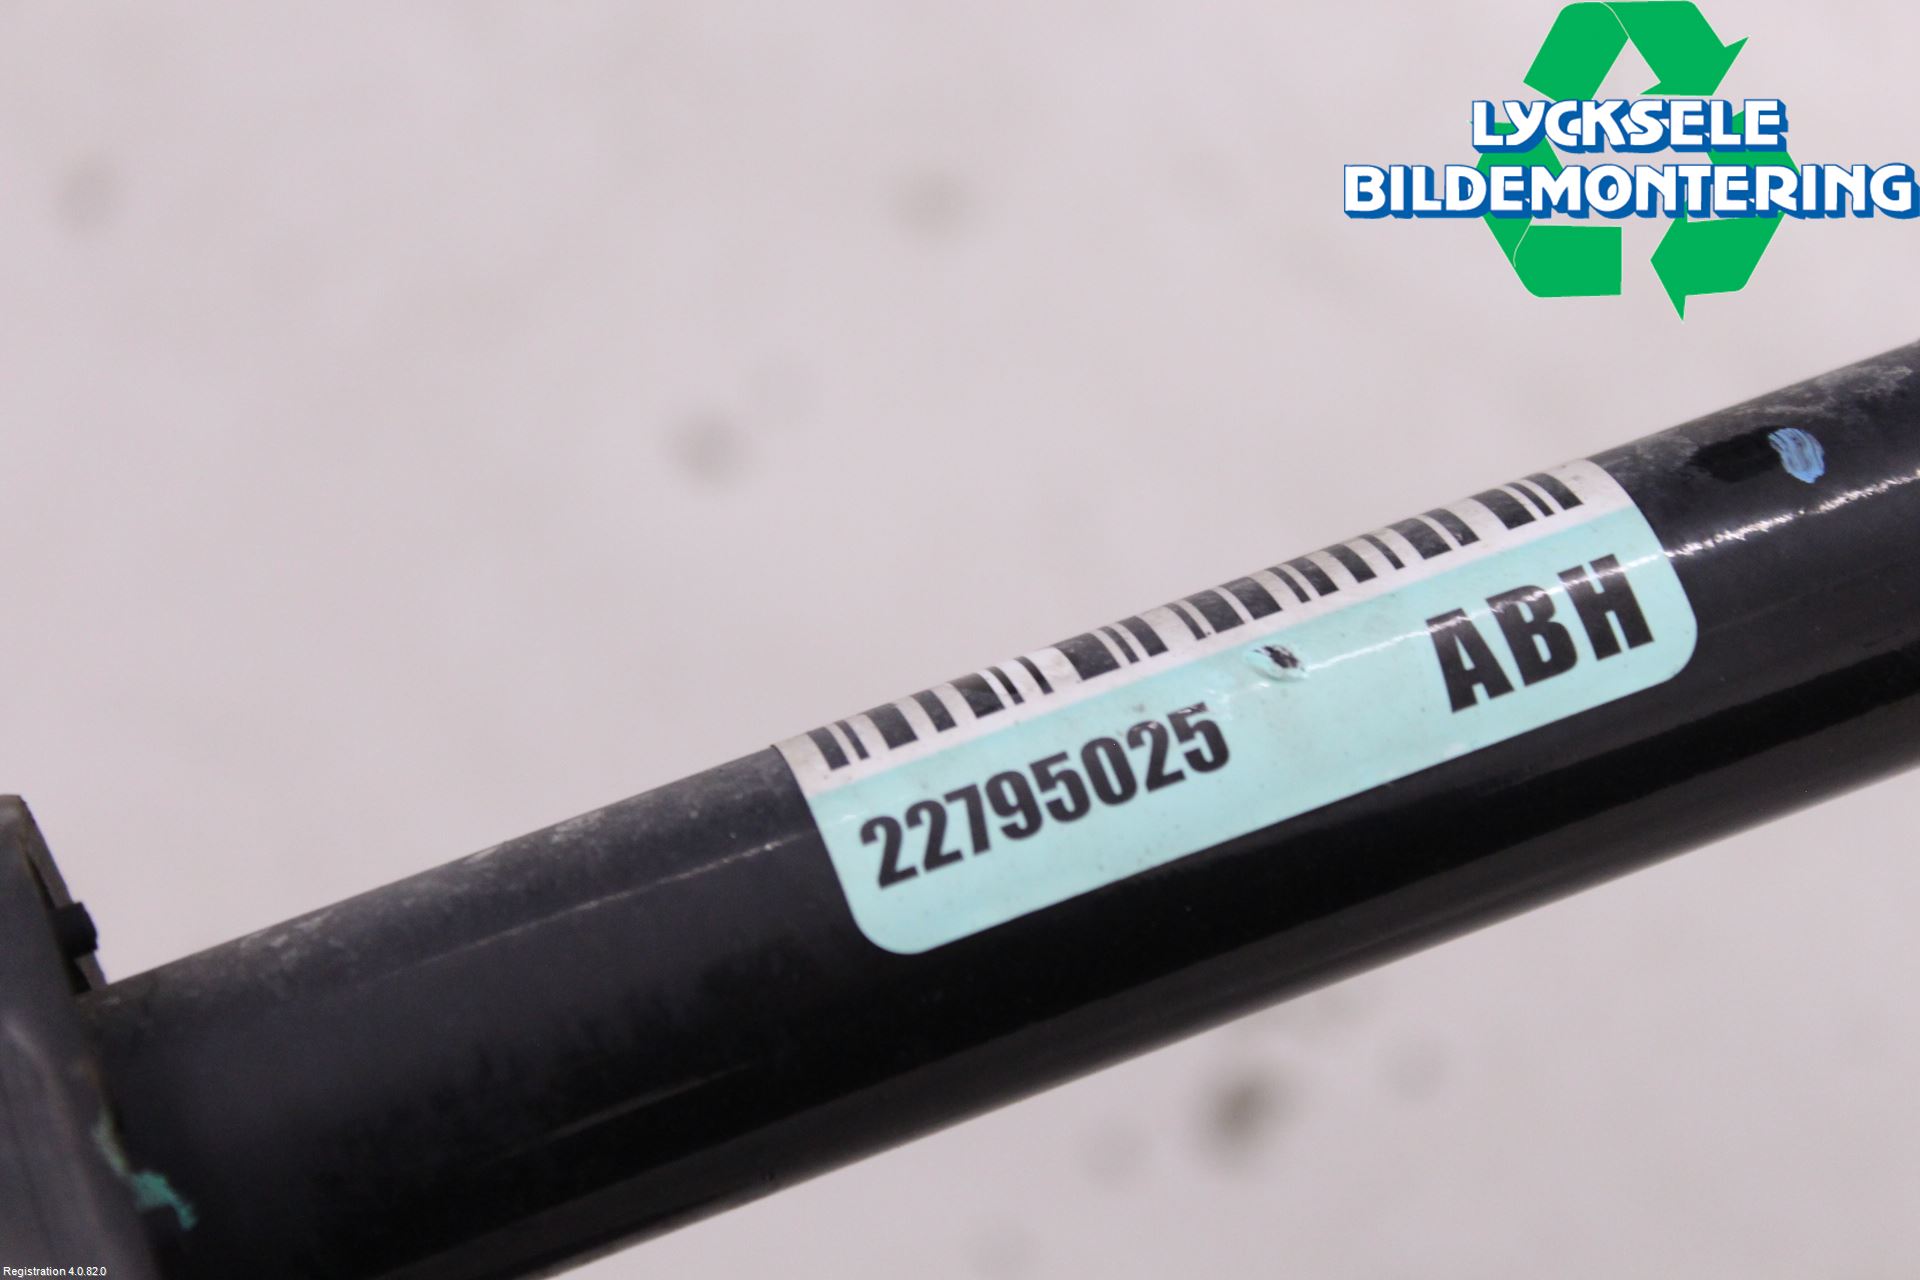 LYCKSELE
BILDEMONTERING
22795025 ABH
Registration 4.0.82.0